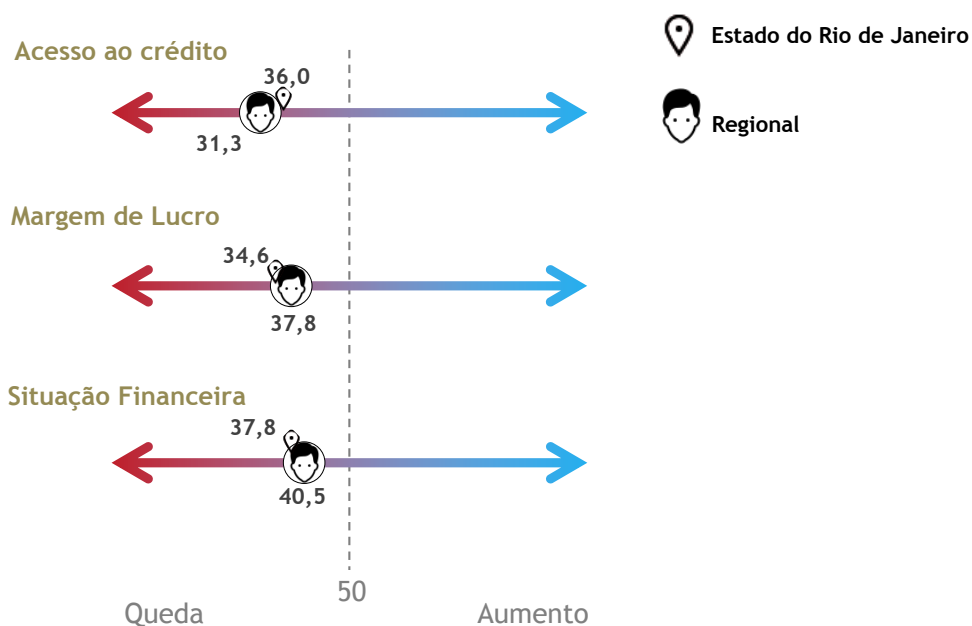 Estado do Rio de Janeiro
Regional
Acesso ao crédito
36,0
31,3
Margem de Lucro
34,6
37,8
Situação Financeira
37,8
40,5
50
Queda
Aumento